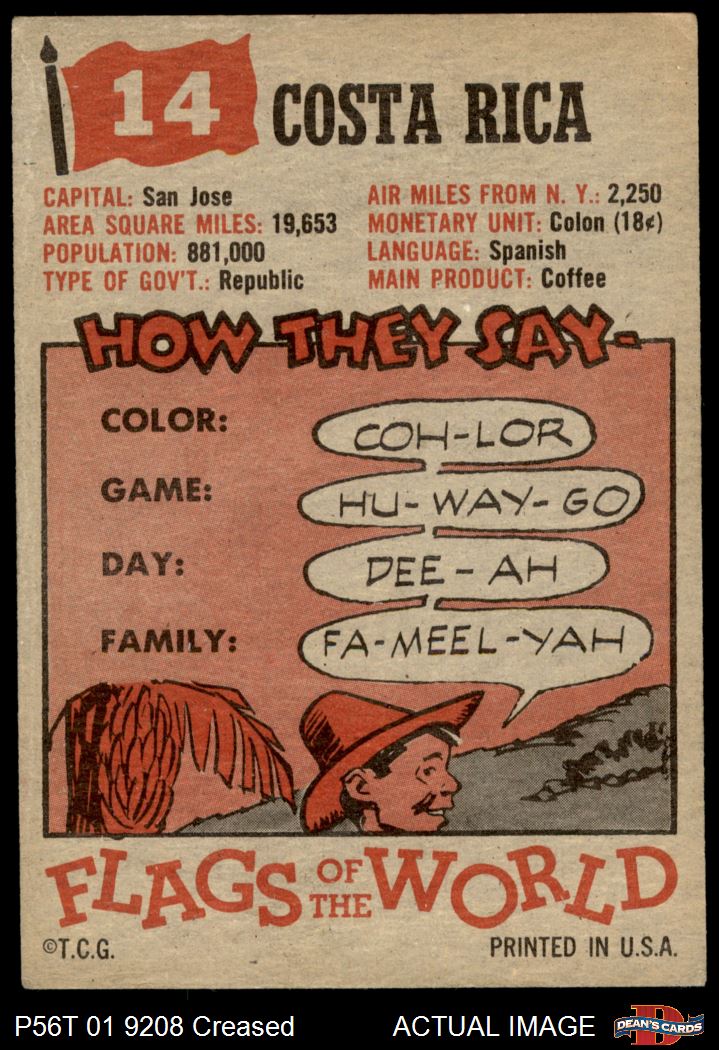 14 COSTA RICA
CAPITAL: San Jose
AREA SQUARE MILES: 19,653
POPULATION: 881,000
TYPE OF GOV'T.: Republic
AIR MILES FROM N. Y.: 2,250
MONETARY UNIT: Colon (18¢)
LANGUAGE: Spanish
MAIN PRODUCT: Coffee
HOW THEY SAY-
COLOR: COH-LOR
GAME: HU-WAY-GO
DAY: DEE-AH
FAMILY: FA-MEEL-YAH
FLAGS OF THE WORLD
©T.C.G. PRINTED IN U.S.A.
P56T 01 9208 Creased ACTUAL IMAGE D DEAN'S CARDS